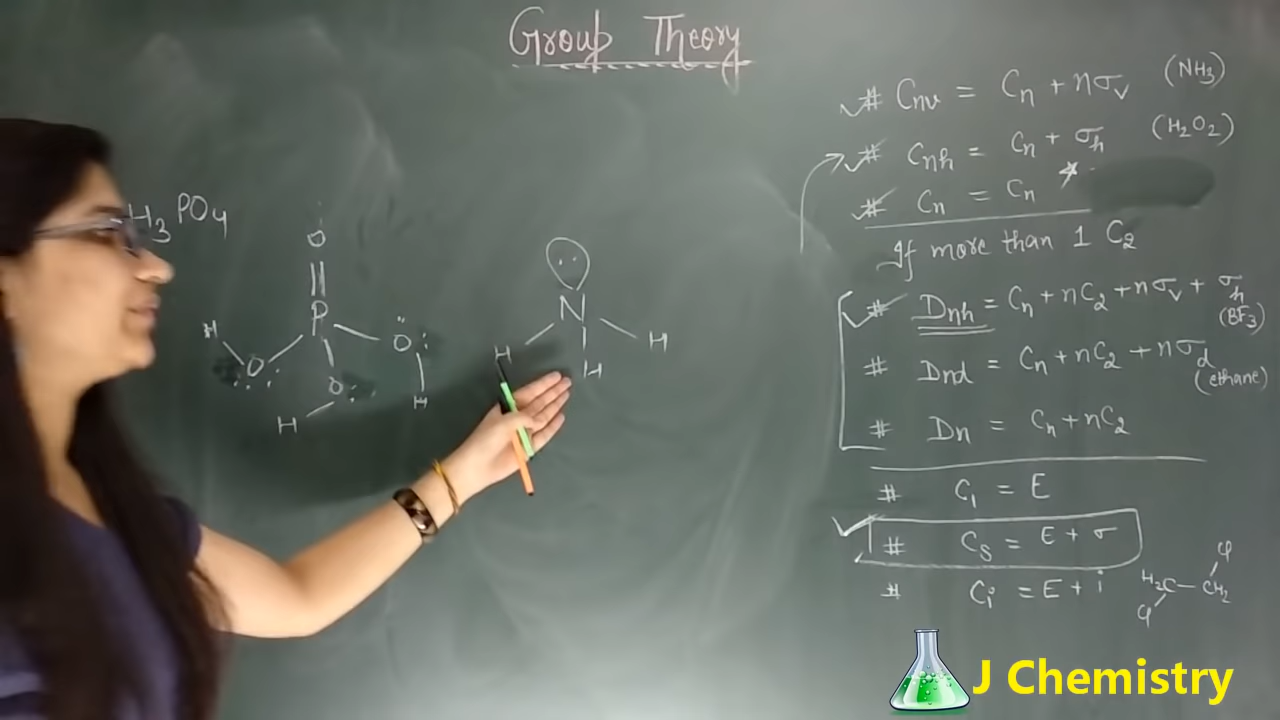 Group Theory
# Cnv = Cn + nσv (NH3)
# Cnh = Cn + σh (H2O2)
# Cn = Cn
If more than 1 C2
# Dnh = Cn + nC2 + nσv + σh (BF3)
# Dnd = Cn + nC2 + nσd (ethane)
# Dn = Cn + nC2
# C1 = E
# Cs = E + σ
# Ci = E + i
Cl
H2C — CH2
Cl
H3PO4
O
P
H O O
O H
H
N
H H
H
J Chemistry